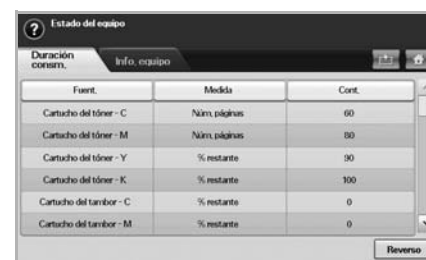 Estado del equipo
Duración consm. Info. equipo
Fuent. Medida Cont.
Cartucho del tóner - C Núm. páginas 60
Cartucho del tóner - M Núm. páginas 80
Cartucho del tóner - Y % restante 90
Cartucho del tóner - K % restante 100
Cartucho del tambor - C % restante 0
Cartucho del tambor - M % restante 0
Reverso